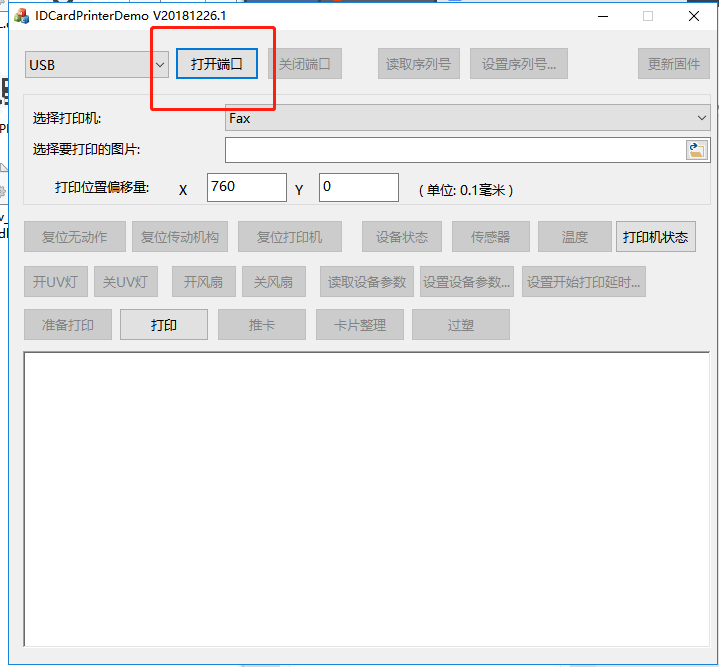 IDCardPrinterDemo V20181226.1
USB 打开端口 关闭端口 读取序列号 设置序列号... 更新固件
选择打印机: Fax
选择要打印的图片:
打印位置偏移量: X 760 Y 0 （单位: 0.1毫米）
复位无动作 复位传动机构 复位打印机 设备状态 传感器 温度 打印机状态
开UV灯 关UV灯 开风扇 关风扇 读取设备参数 设置设备参数... 设置开始打印延时...
准备打印 打印 推卡 卡片整理 过塑